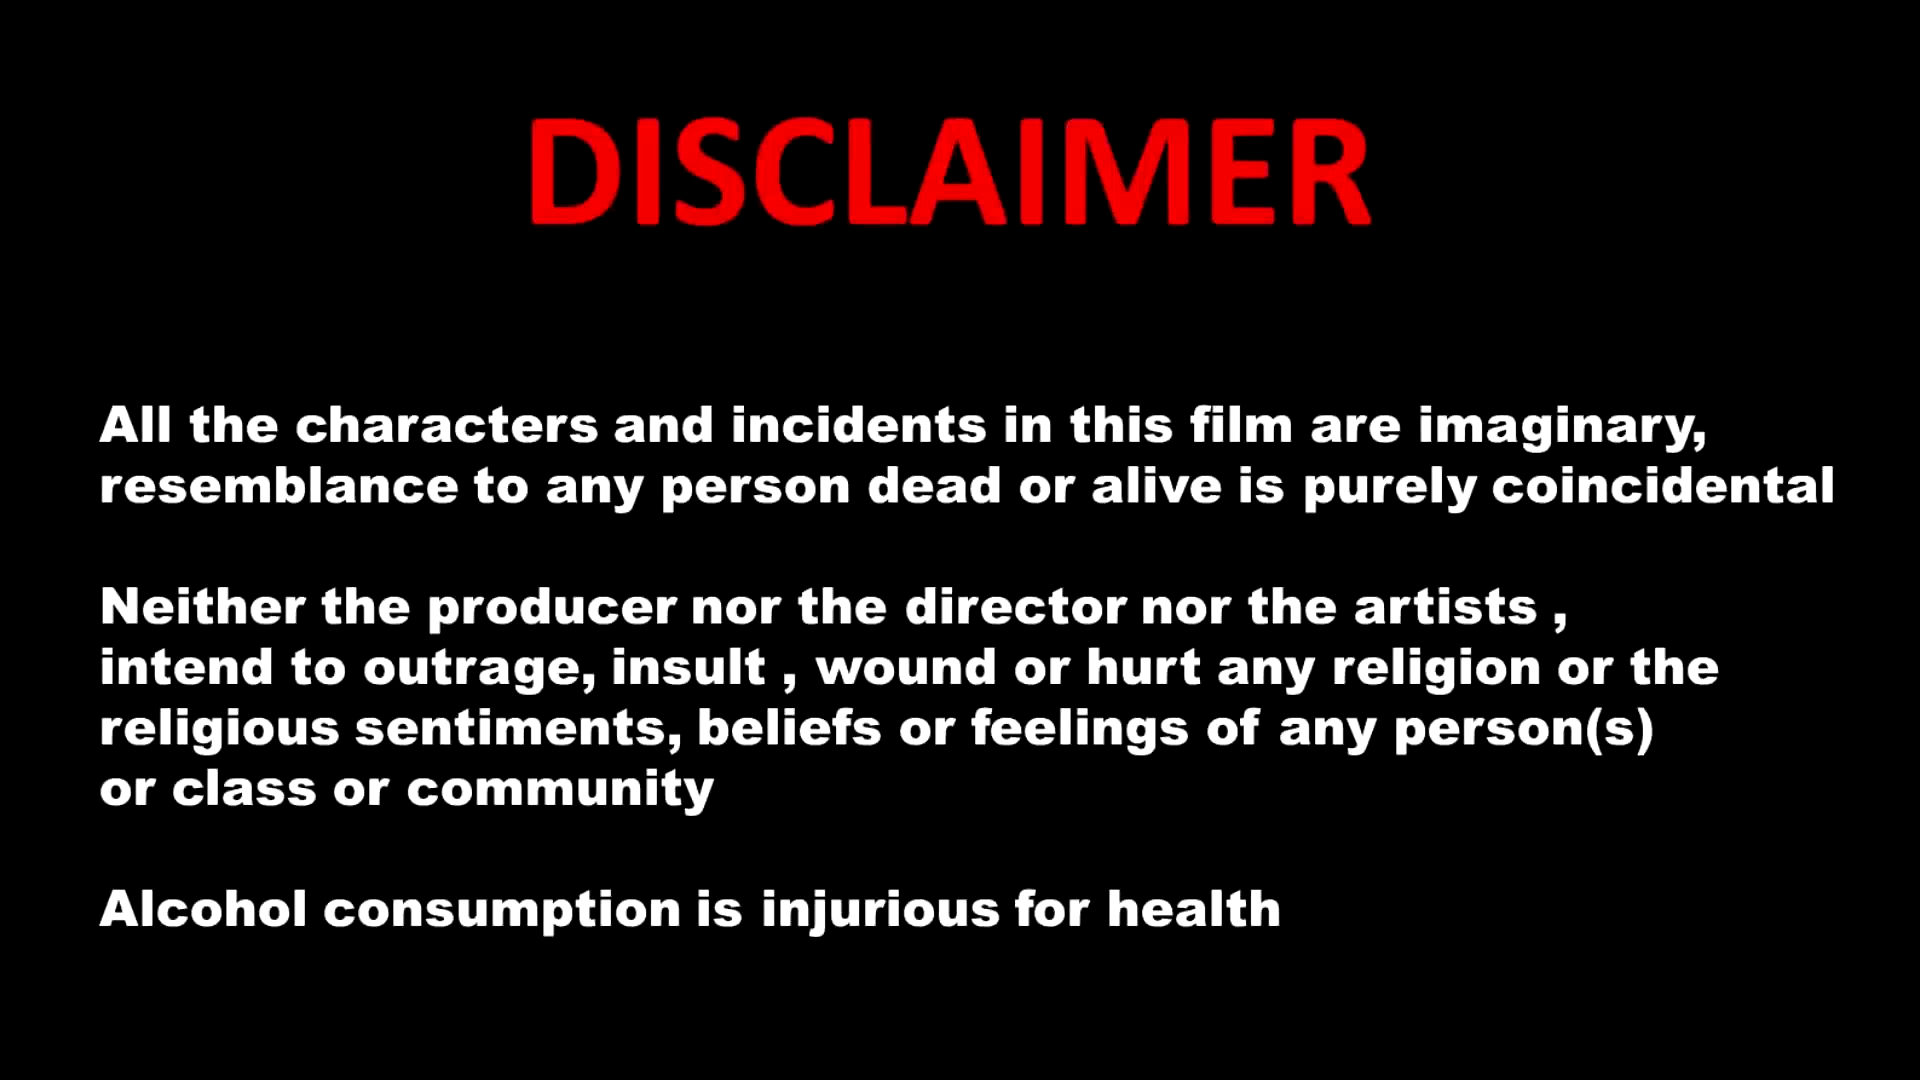 DISCLAIMER
All the characters and incidents in this film are imaginary,
resemblance to any person dead or alive is purely coincidental
Neither the producer nor the director nor the artists ,
intend to outrage, insult , wound or hurt any religion or the
religious sentiments, beliefs or feelings of any person(s)
or class or community
Alcohol consumption is injurious for health